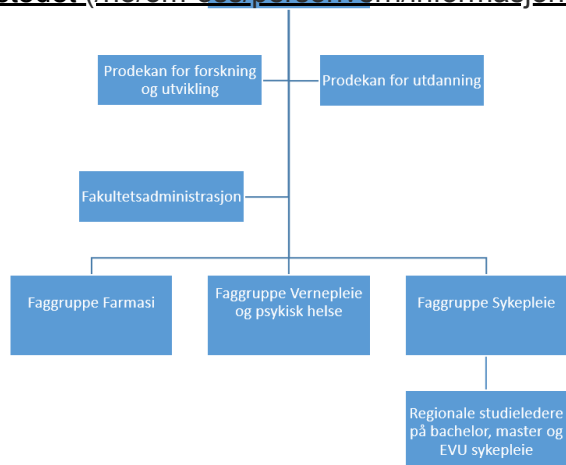 Prodekan for forskning
og utvikling
Prodekan for utdanning
Fakultetsadministrasjon
Faggruppe Farmasi
Faggruppe Vernepleie
og psykisk helse
Faggruppe Sykepleie
Regionale studieledere
på bachelor, master og
EVU sykepleie